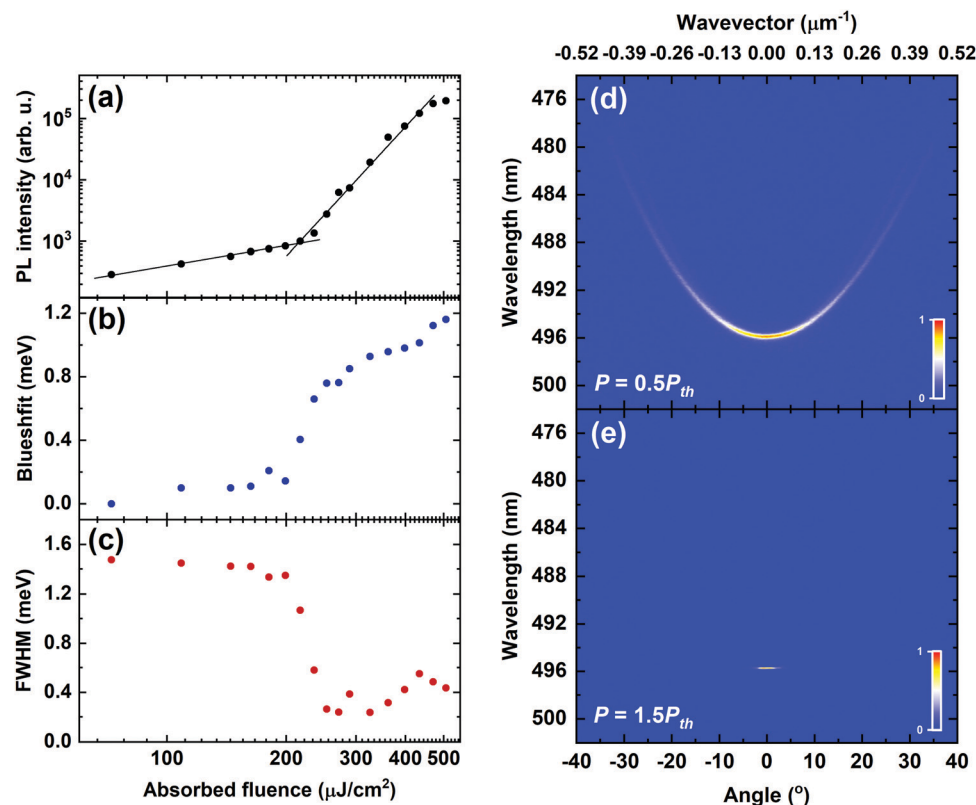 (a)
PL intensity (arb. u.)
10⁵
10⁴
10³
(b)
Blueshfit (meV)
1.2
0.8
0.4
0.0
(c)
FWHM (meV)
1.6
1.2
0.8
0.4
0.0
100 200 300 400 500
Absorbed fluence (μJ/cm²)
Wavevector (μm⁻¹)
-0.52 -0.39 -0.26 -0.13 0.00 0.13 0.26 0.39 0.52
(d)
Wavelength (nm)
476
480
484
488
492
496
500
1
0
P = 0.5Pth
(e)
Wavelength (nm)
476
480
484
488
492
496
500
1
0
P = 1.5Pth
-40 -30 -20 -10 0 10 20 30 40
Angle (º)